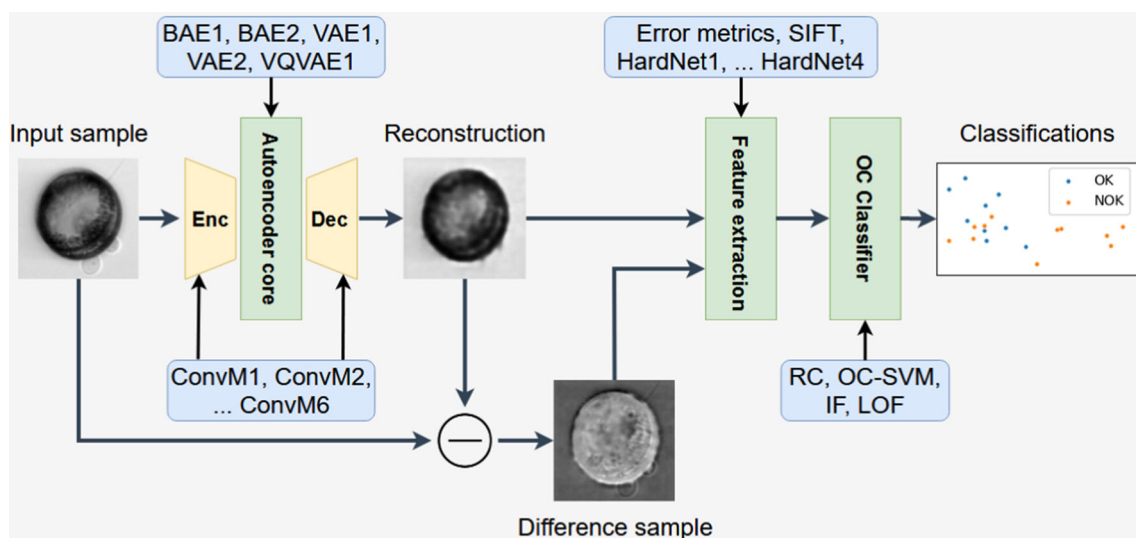 BAE1, BAE2, VAE1,
VAE2, VQVAE1
Error metrics, SIFT,
HardNet1, ... HardNet4
Input sample
Enc
Autoencoder core
Dec
Reconstruction
Feature extraction
OC Classifier
Classifications
OK
NOK
ConvM1, ConvM2,
... ConvM6
RC, OC-SVM,
IF, LOF
Difference sample